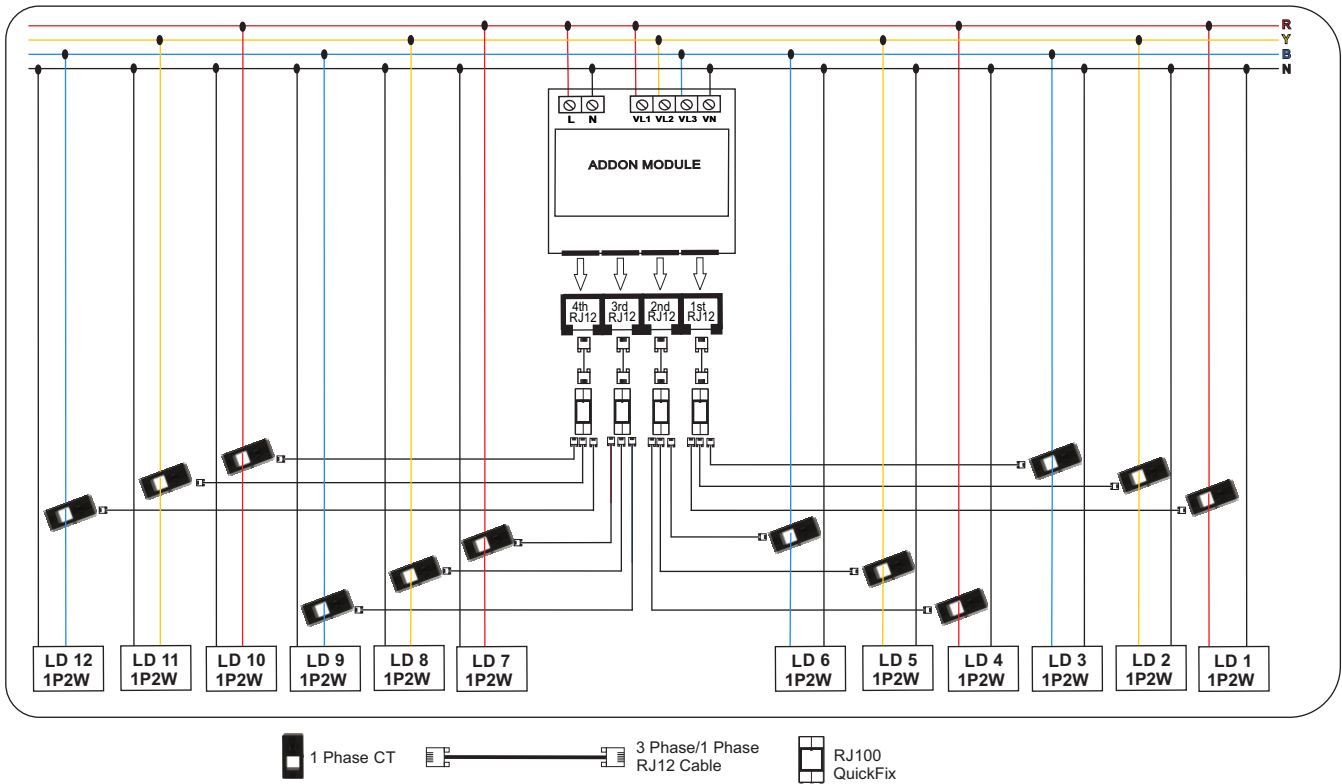 R
Y
B
N
L N VL1 VL2 VL3 VN
ADDON MODULE
4th RJ12
3rd RJ12
2nd RJ12
1st RJ12
LD 12
1P2W
LD 11
1P2W
LD 10
1P2W
LD 9
1P2W
LD 8
1P2W
LD 7
1P2W
LD 6
1P2W
LD 5
1P2W
LD 4
1P2W
LD 3
1P2W
LD 2
1P2W
LD 1
1P2W
1 Phase CT
3 Phase/1 Phase
RJ12 Cable
RJ100
QuickFix